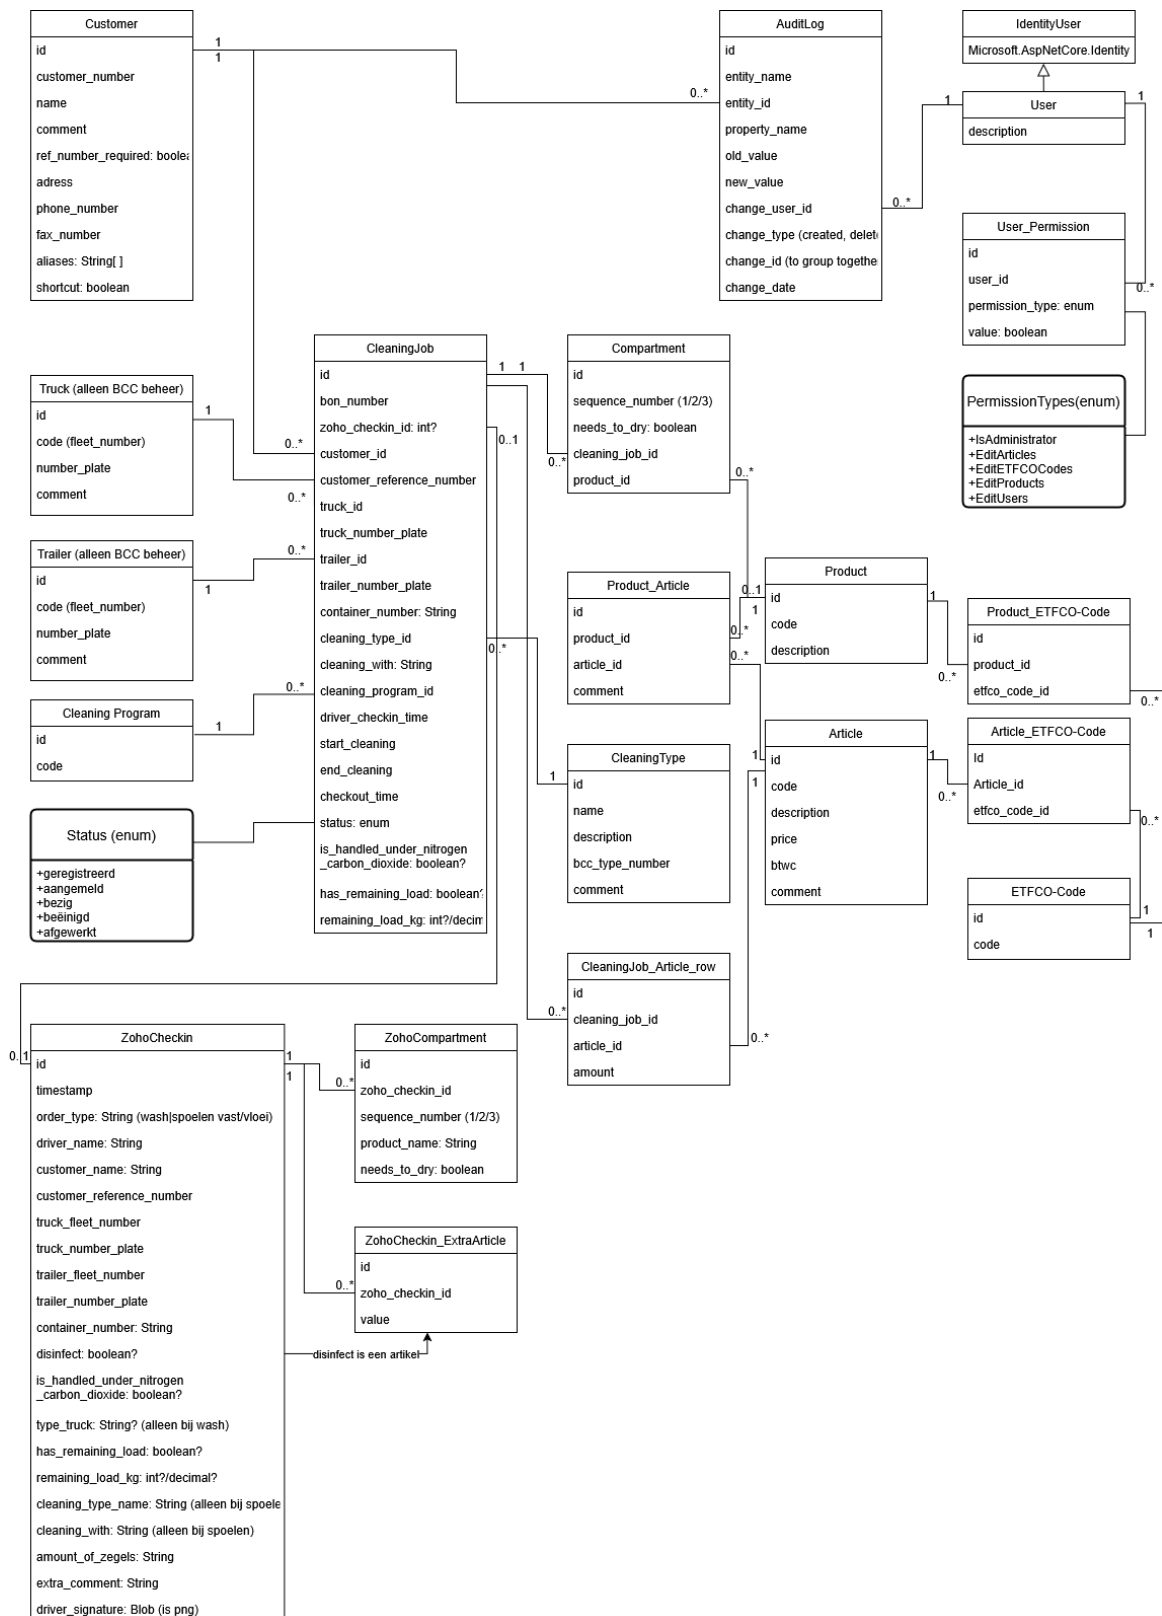 Customer
id
customer_number
name
comment
ref_number_required: boolea
adress
phone_number
fax_number
aliases: String[ ]
shortcut: boolean
1
1
0..*
AuditLog
id
entity_name
entity_id
property_name
old_value
new_value
change_user_id
change_type (created, delet
change_id (to group togethe
change_date
0..*
1
IdentityUser
Microsoft.AspNetCore.Identity
User
description
1
0..*
User_Permission
id
user_id
permission_type: enum
value: boolean
PermissionTypes(enum)
+IsAdministrator
+EditArticles
+EditETFCOCodes
+EditProducts
+EditUsers
Truck (alleen BCC beheer)
id
code (fleet_number)
number_plate
comment
1
0..*
0..*
Trailer (alleen BCC beheer)
id
code (fleet_number)
number_plate
comment
0..*
1
Cleaning Program
id
code
0..*
1
Status (enum)
+geregistreerd
+aangemeld
+bezig
+beëinigd
+afgewerkt
CleaningJob
id
bon_number
zoho_checkin_id: int?
customer_id
customer_reference_number
truck_id
truck_number_plate
trailer_id
trailer_number_plate
container_number: String
cleaning_type_id
cleaning_with: String
cleaning_program_id
driver_checkin_time
start_cleaning
end_cleaning
checkout_time
status: enum
is_handled_under_nitrogen
_carbon_dioxide: boolean?
has_remaining_load: boolean?
remaining_load_kg: int?/decim
1
1
0..1
0..*
0..*
Compartment
id
sequence_number (1/2/3)
needs_to_dry: boolean
cleaning_job_id
product_id
0..*
0..1
1
Product_Article
id
product_id
article_id
comment
0..*
0..*
Product
id
code
description
1
0..*
Product_ETFCO-Code
id
product_id
etfco_code_id
0..*
CleaningType
id
name
description
bcc_type_number
comment
1
1
1
Article
id
code
description
price
btwc
comment
1
0..*
Article_ETFCO-Code
Id
Article_id
etfco_code_id
0..*
ETFCO-Code
id
code
1
1
CleaningJob_Article_row
id
cleaning_job_id
article_id
amount
0..*
0..*
0..1
ZohoCheckin
id
timestamp
order_type: String (wash|spoelen vast/vloei)
driver_name: String
customer_name: String
customer_reference_number
truck_fleet_number
truck_number_plate
trailer_fleet_number
trailer_number_plate
container_number: String
disinfect: boolean?
is_handled_under_nitrogen
_carbon_dioxide: boolean?
type_truck: String? (alleen bij wash)
has_remaining_load: boolean?
remaining_load_kg: int?/decimal?
cleaning_type_name: String (alleen bij spoele
cleaning_with: String (alleen bij spoelen)
amount_of_zegels: String
extra_comment: String
driver_signature: Blob (is png)
1
1
0..*
ZohoCompartment
id
zoho_checkin_id
sequence_number (1/2/3)
product_name: String
needs_to_dry: boolean
0..*
ZohoCheckin_ExtraArticle
id
zoho_checkin_id
value
disinfect is een artikel